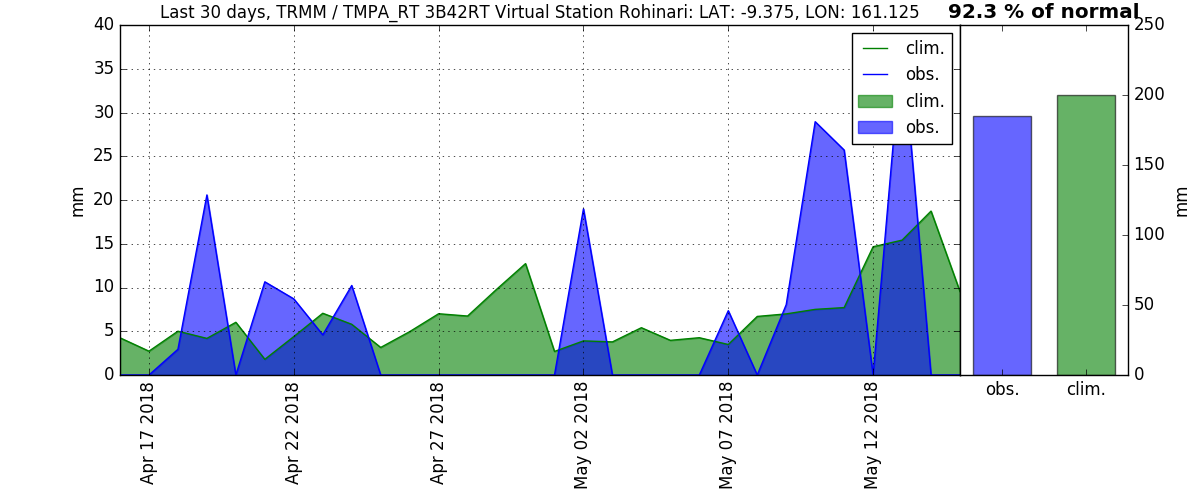 Last 30 days, TRMM / TMPA_RT 3B42RT Virtual Station Rohinari: LAT: -9.375, LON: 161.125
92.3 % of normal
40
35
30
25
20
15
10
5
0
mm
clim.
obs.
clim.
obs.
250
200
150
100
50
0
mm
obs.
clim.
Apr 17 2018
Apr 22 2018
Apr 27 2018
May 02 2018
May 07 2018
May 12 2018